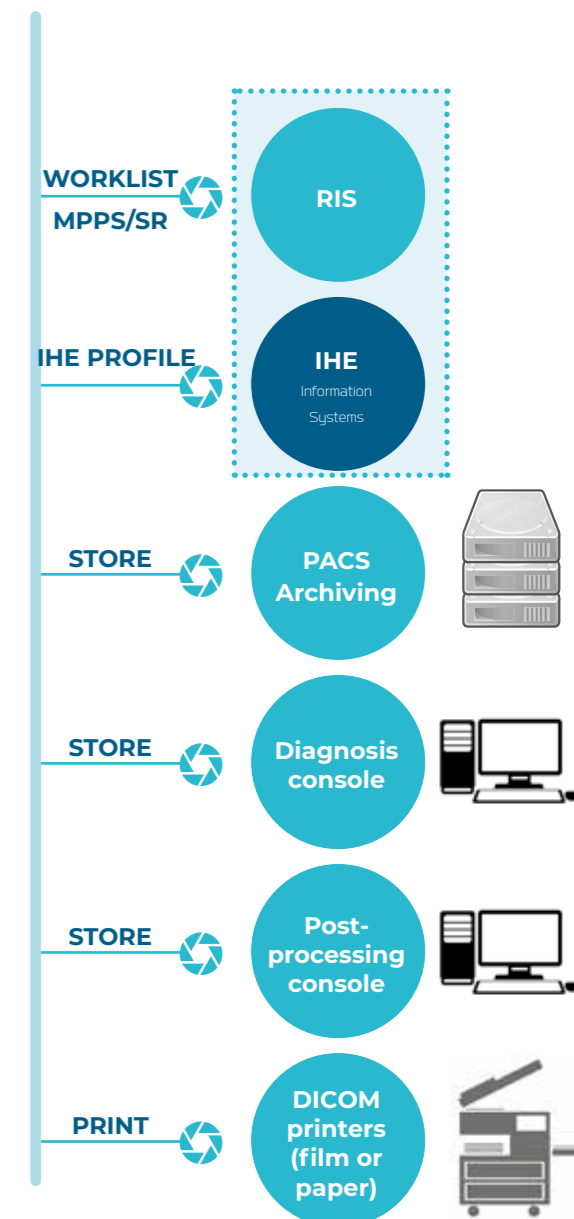 WORKLIST
MPPS/SR
RIS
IHE PROFILE
IHE
Information
Systems
STORE
PACS
Archiving
STORE
Diagnosis
console
STORE
Post-
processing
console
PRINT
DICOM
printers
(film or
paper)